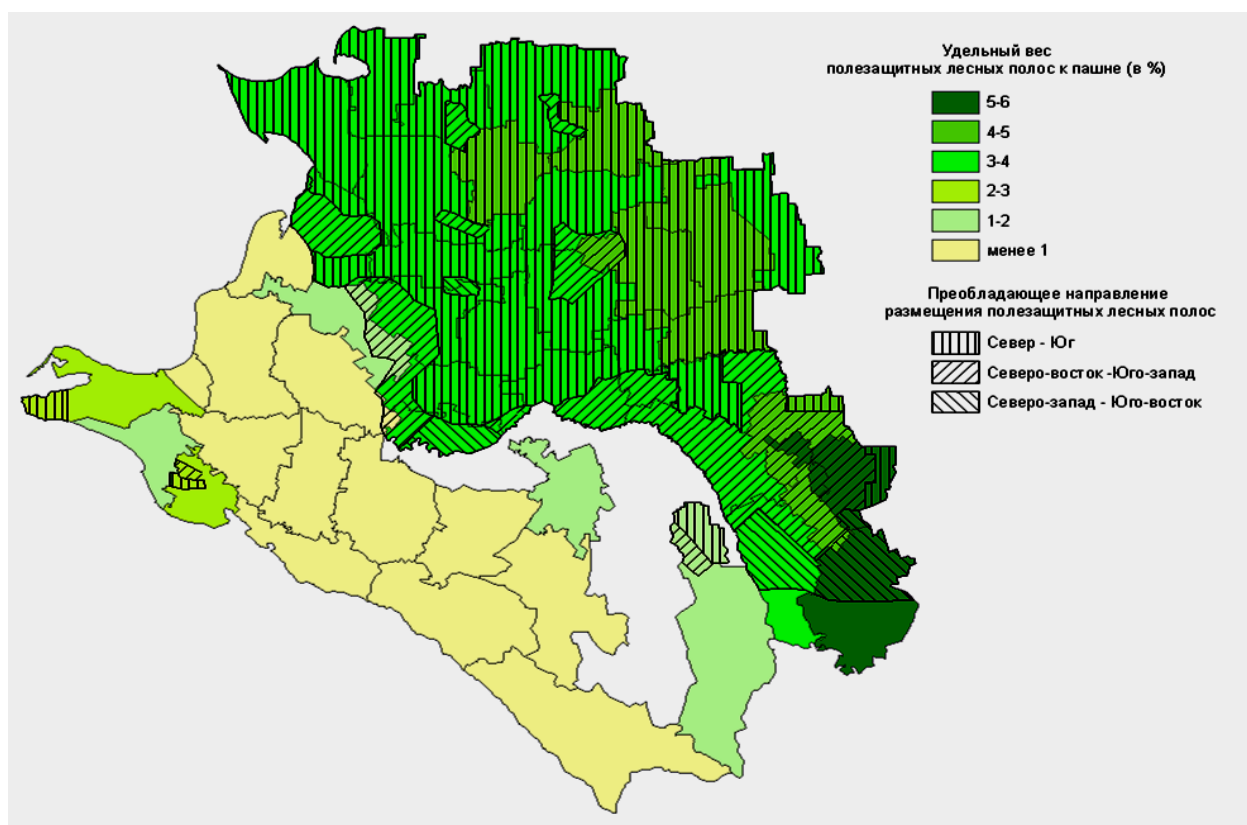 Удельный вес
полезащитных лесных полос к пашне (в %)
5-6
4-5
3-4
2-3
1-2
менее 1
Преобладающее направление
размещения полезащитных лесных полос
Север - Юг
Северо-восток -Юго-запад
Северо-запад - Юго-восток